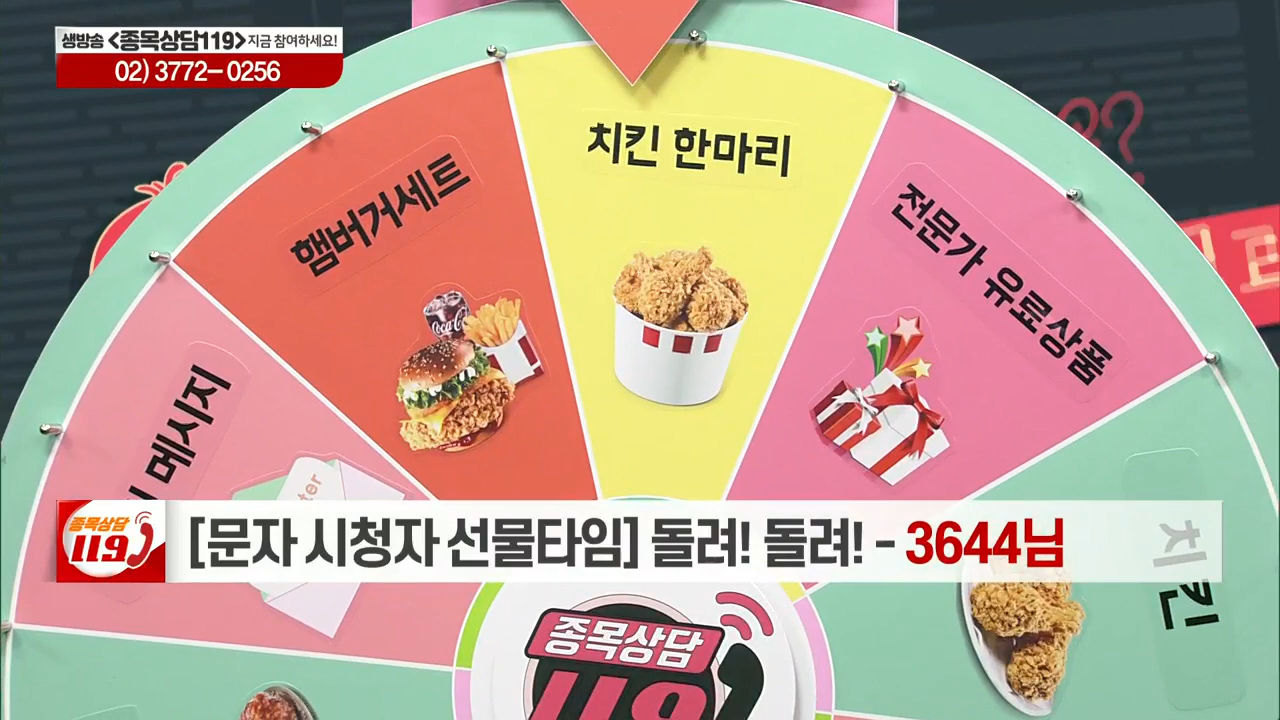 생방송 <종목상담119> 지금 참여하세요!
02) 3772-0256
??
햄버거세트
치킨 한마리
전문가 유료상품
메시지
Coca-C
ter
종목상담
119
[문자 시청자 선물타임] 돌려! 돌려! - 3644님
치킨
종목상담
119